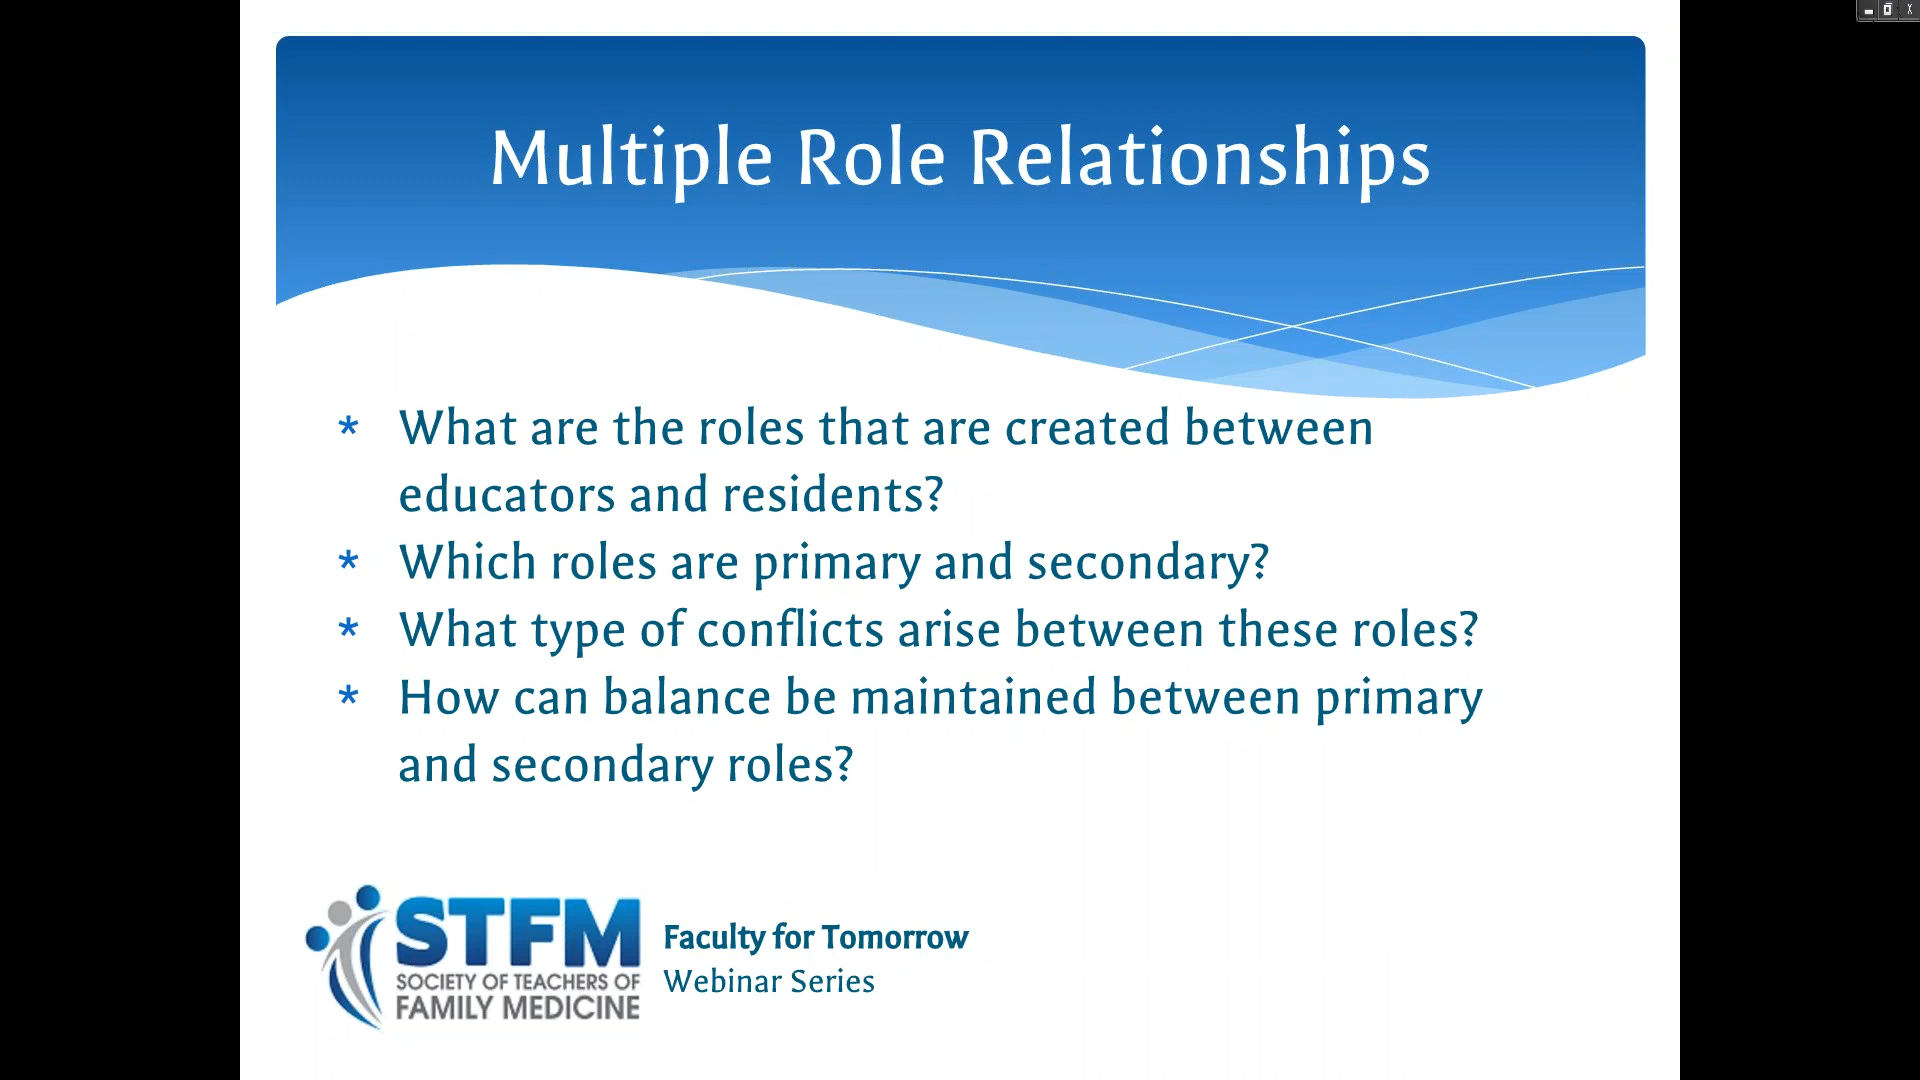 Multiple Role Relationships
* What are the roles that are created between
educators and residents?
* Which roles are primary and secondary?
* What type of conflicts arise between these roles?
* How can balance be maintained between primary
and secondary roles?
STFM
SOCIETY OF TEACHERS OF
FAMILY MEDICINE
Faculty for Tomorrow
Webinar Series